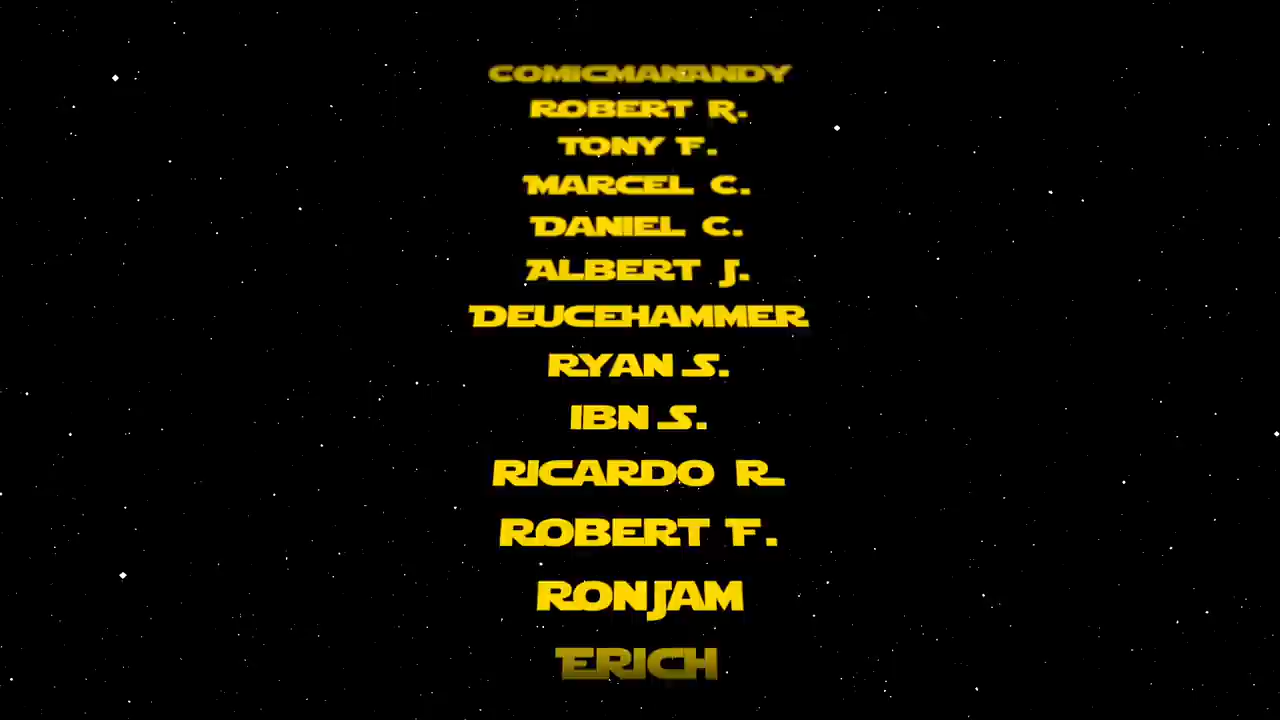 COMICMANANDY
ROBERT R.
TONY F.
MARCEL C.
DANIEL C.
ALBERT J.
DEUCEHAMMER
RYAN S.
IBN S.
RICARDO R.
ROBERT F.
RONJAM
ERICH